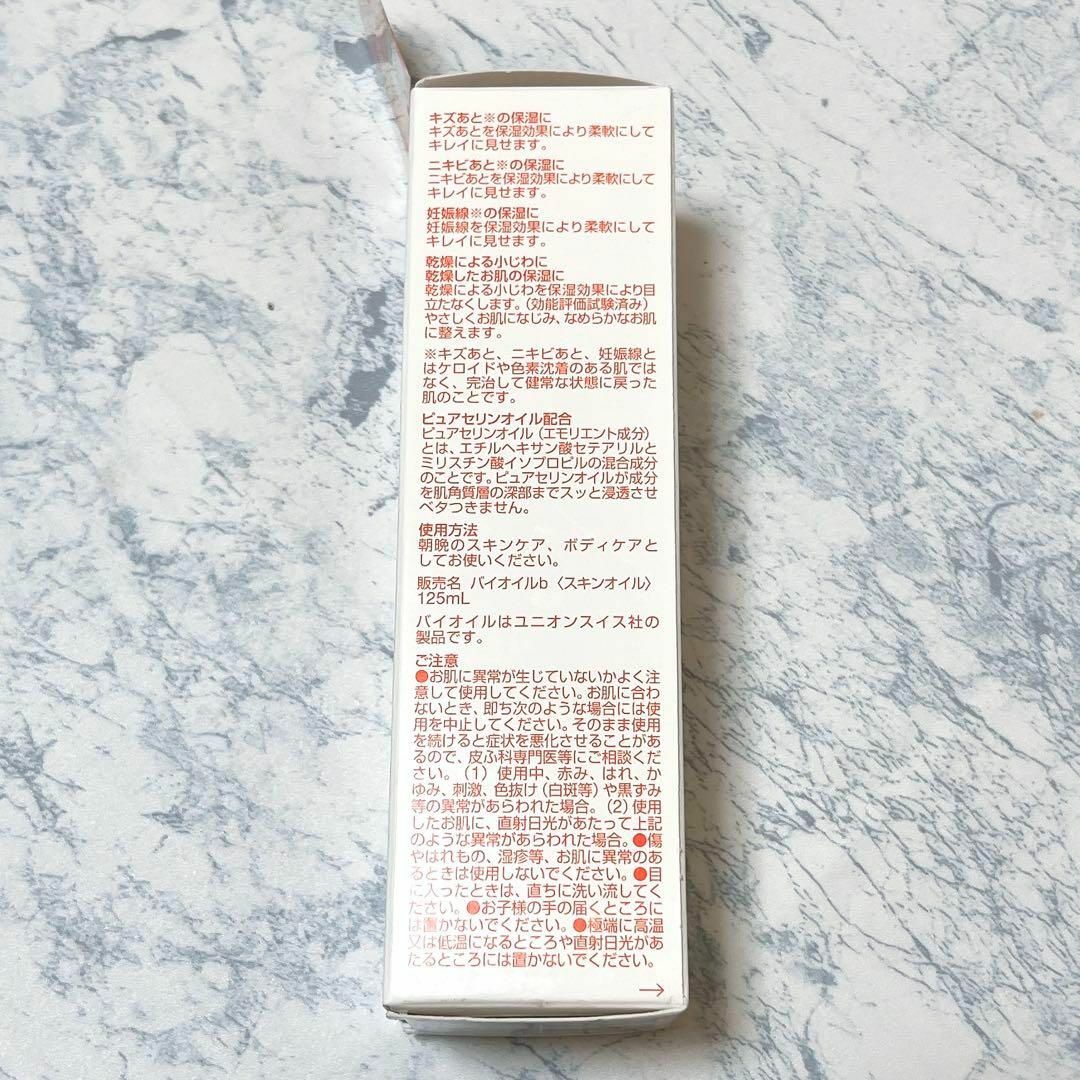 キズあと※の保湿に
キズあとを保湿効果により柔軟にして
キレイに見せます。
ニキビあと※の保湿に
ニキビあとを保湿効果により柔軟にして
キレイに見せます。
妊娠線※の保湿に
妊娠線を保湿効果により柔軟にして
キレイに見せます。
乾燥による小じわに
乾燥したお肌の保湿に
乾燥による小じわを保湿効果により目
立たなくします。（効能評価試験済み）
やさしくお肌になじみ、なめらかなお肌
に整えます。
※キズあと、ニキビあと、妊娠線と
はケロイドや色素沈着のある肌では
なく、完治して健常な状態に戻った
肌のことです。
ピュアセリンオイル配合
ピュアセリンオイル（エモリエント成分）
とは、エチルヘキサン酸セテアリルと
ミリスチン酸イソプロピルの混合成分
のことです。ピュアセリンオイルが成分
を肌角質層の深部までスッと浸透させ
ベタつきません。
使用方法
朝晩のスキンケア、ボディケアと
してお使いください。
販売名 バイオイルb〈スキンオイル〉
125mL
バイオイルはユニオンスイス社の
製品です。
ご注意
●お肌に異常が生じていないかよく注
意して使用してください。お肌に合わ
ないとき、即ち次のような場合には使
用を中止してください。そのまま使用
を続けると症状を悪化させることがあ
るので、皮ふ科専門医等にご相談くだ
さい。（1）使用中、赤み、はれ、か
ゆみ、刺激、色抜け（白斑等）や黒ずみ
等の異常があらわれた場合。（2）使用
したお肌に、直射日光があたって上記
のような異常があらわれた場合。●傷
やはれもの、湿疹等、お肌に異常のあ
るときは使用しないでください。●目
に入ったときは、直ちに洗い流してく
ださい。●お子様の手の届くところに
は置かないでください。●極端に高温
又は低温になるところや直射日光があ
たるところには置かないでください。
→